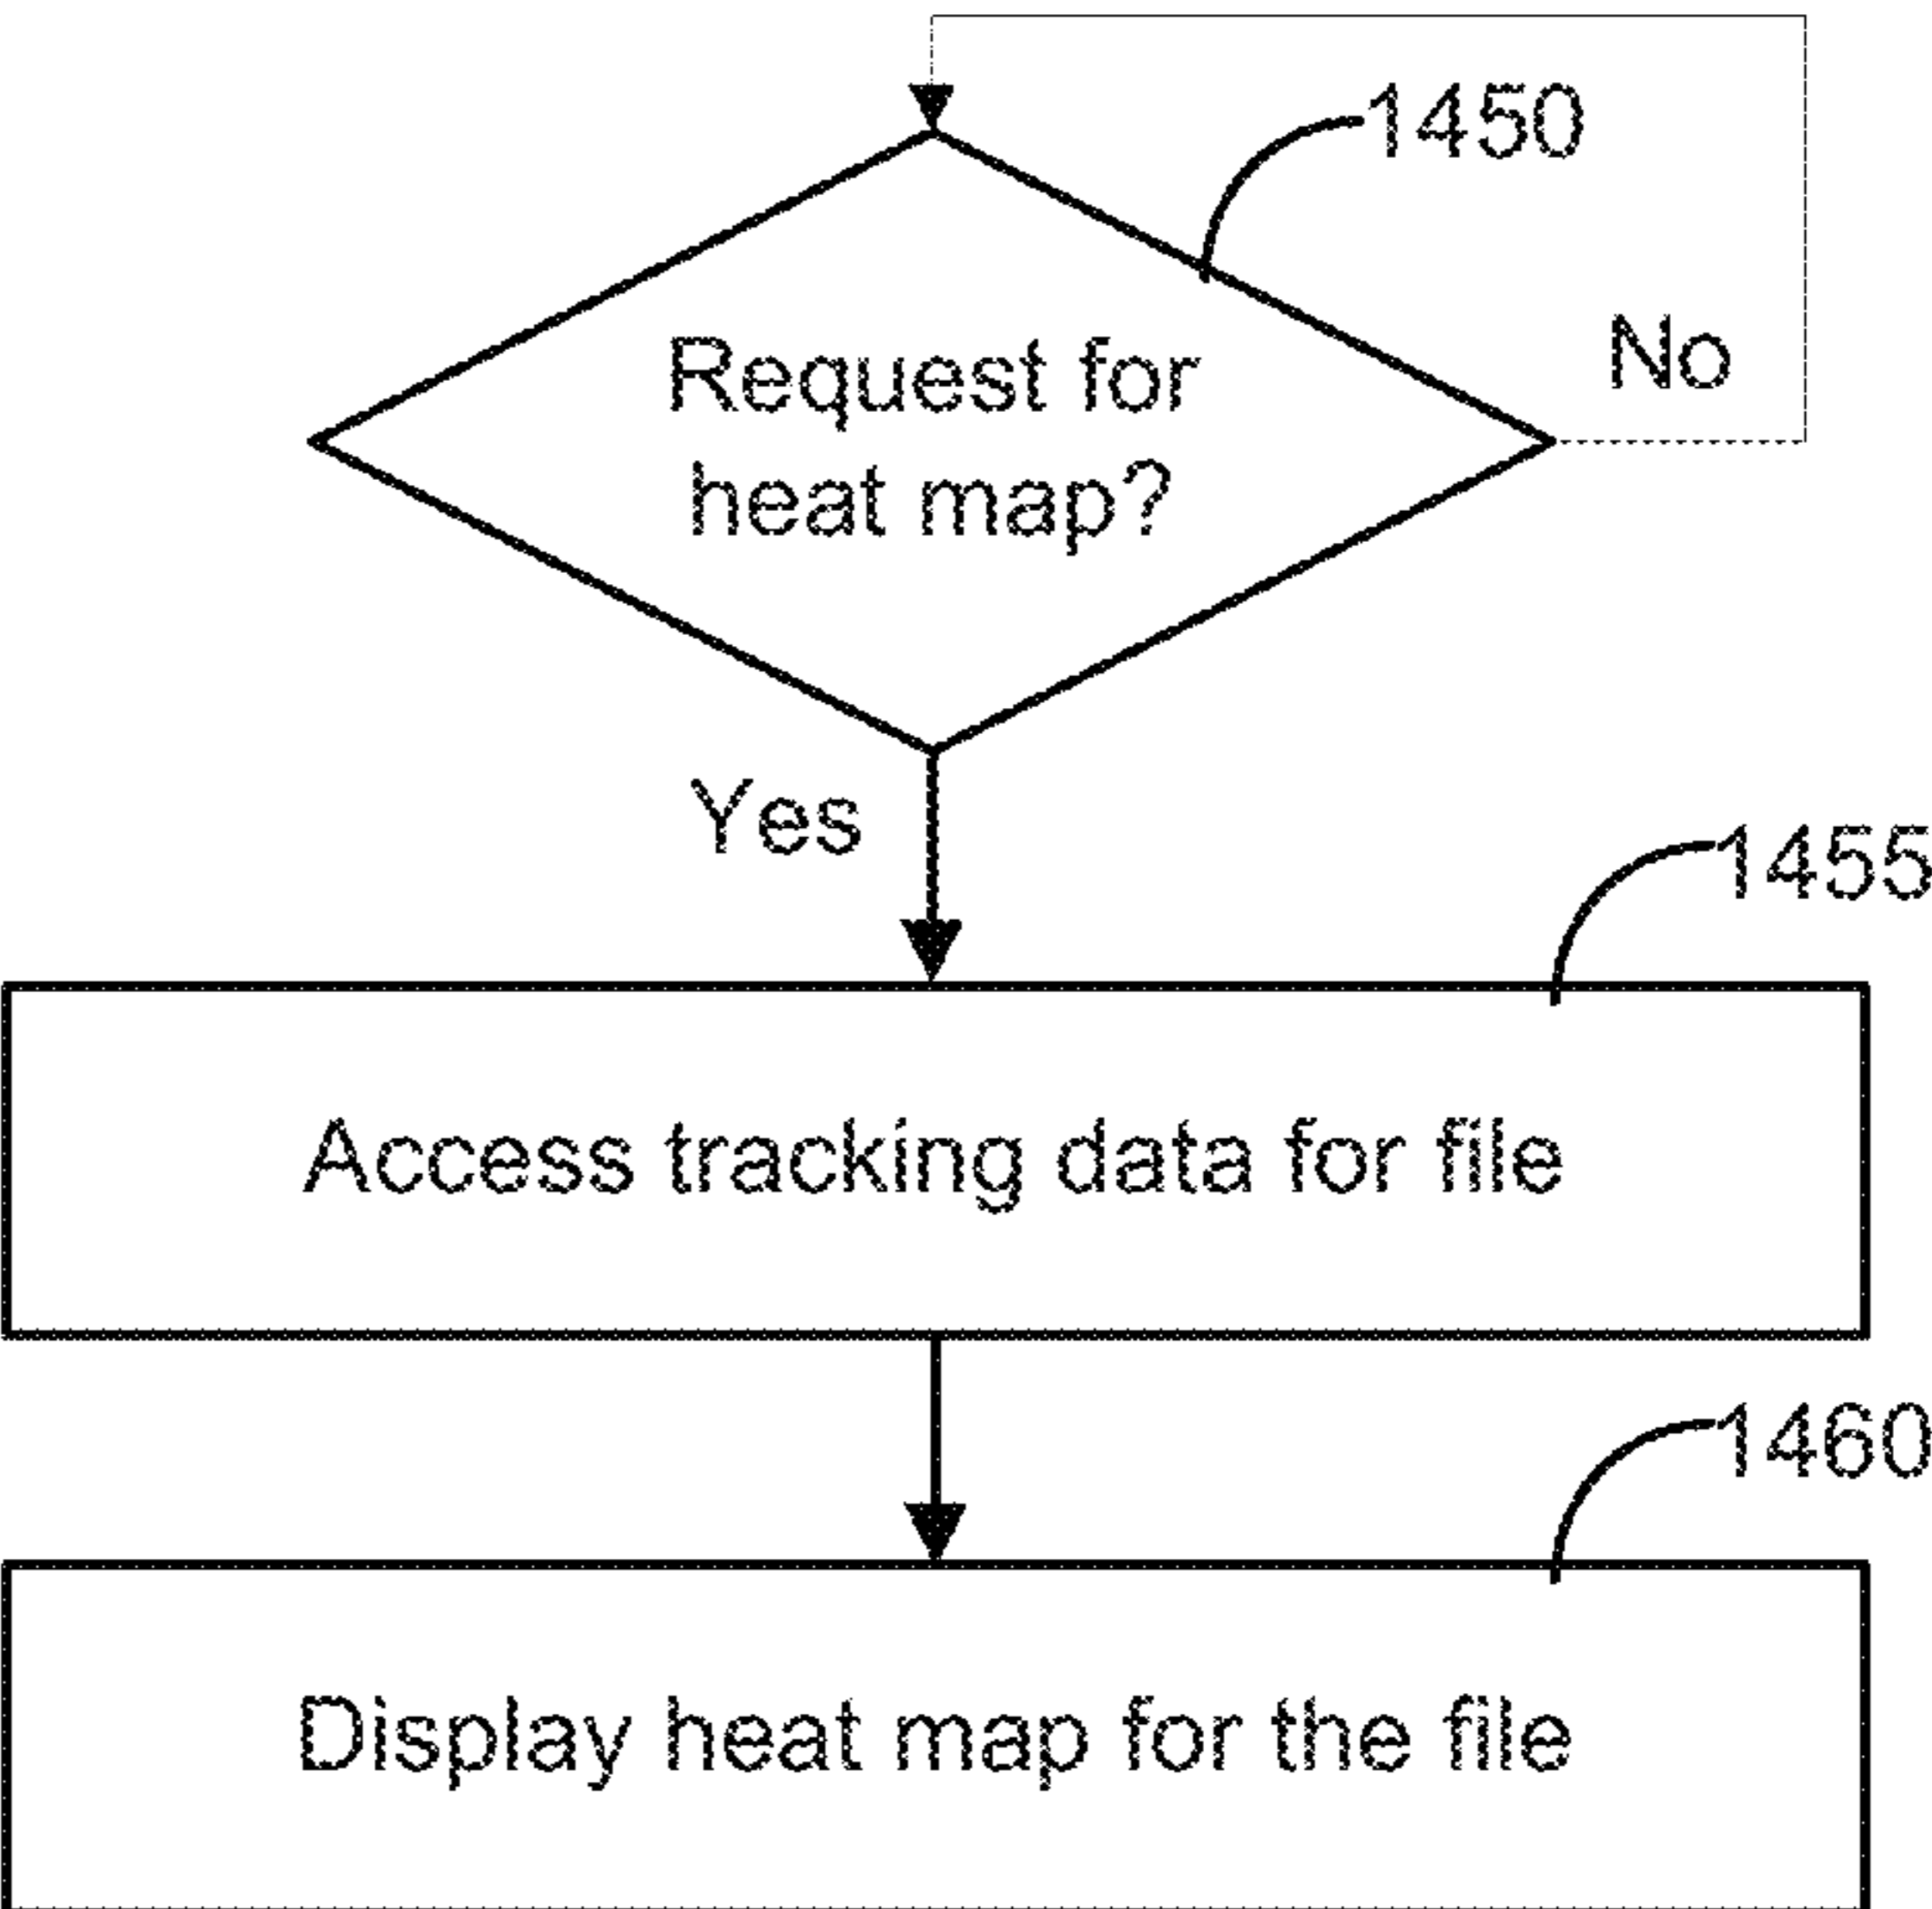 1450
Request for
heat map?
No
Yes
1455
Access tracking data for file
1460
Display heat map for the file